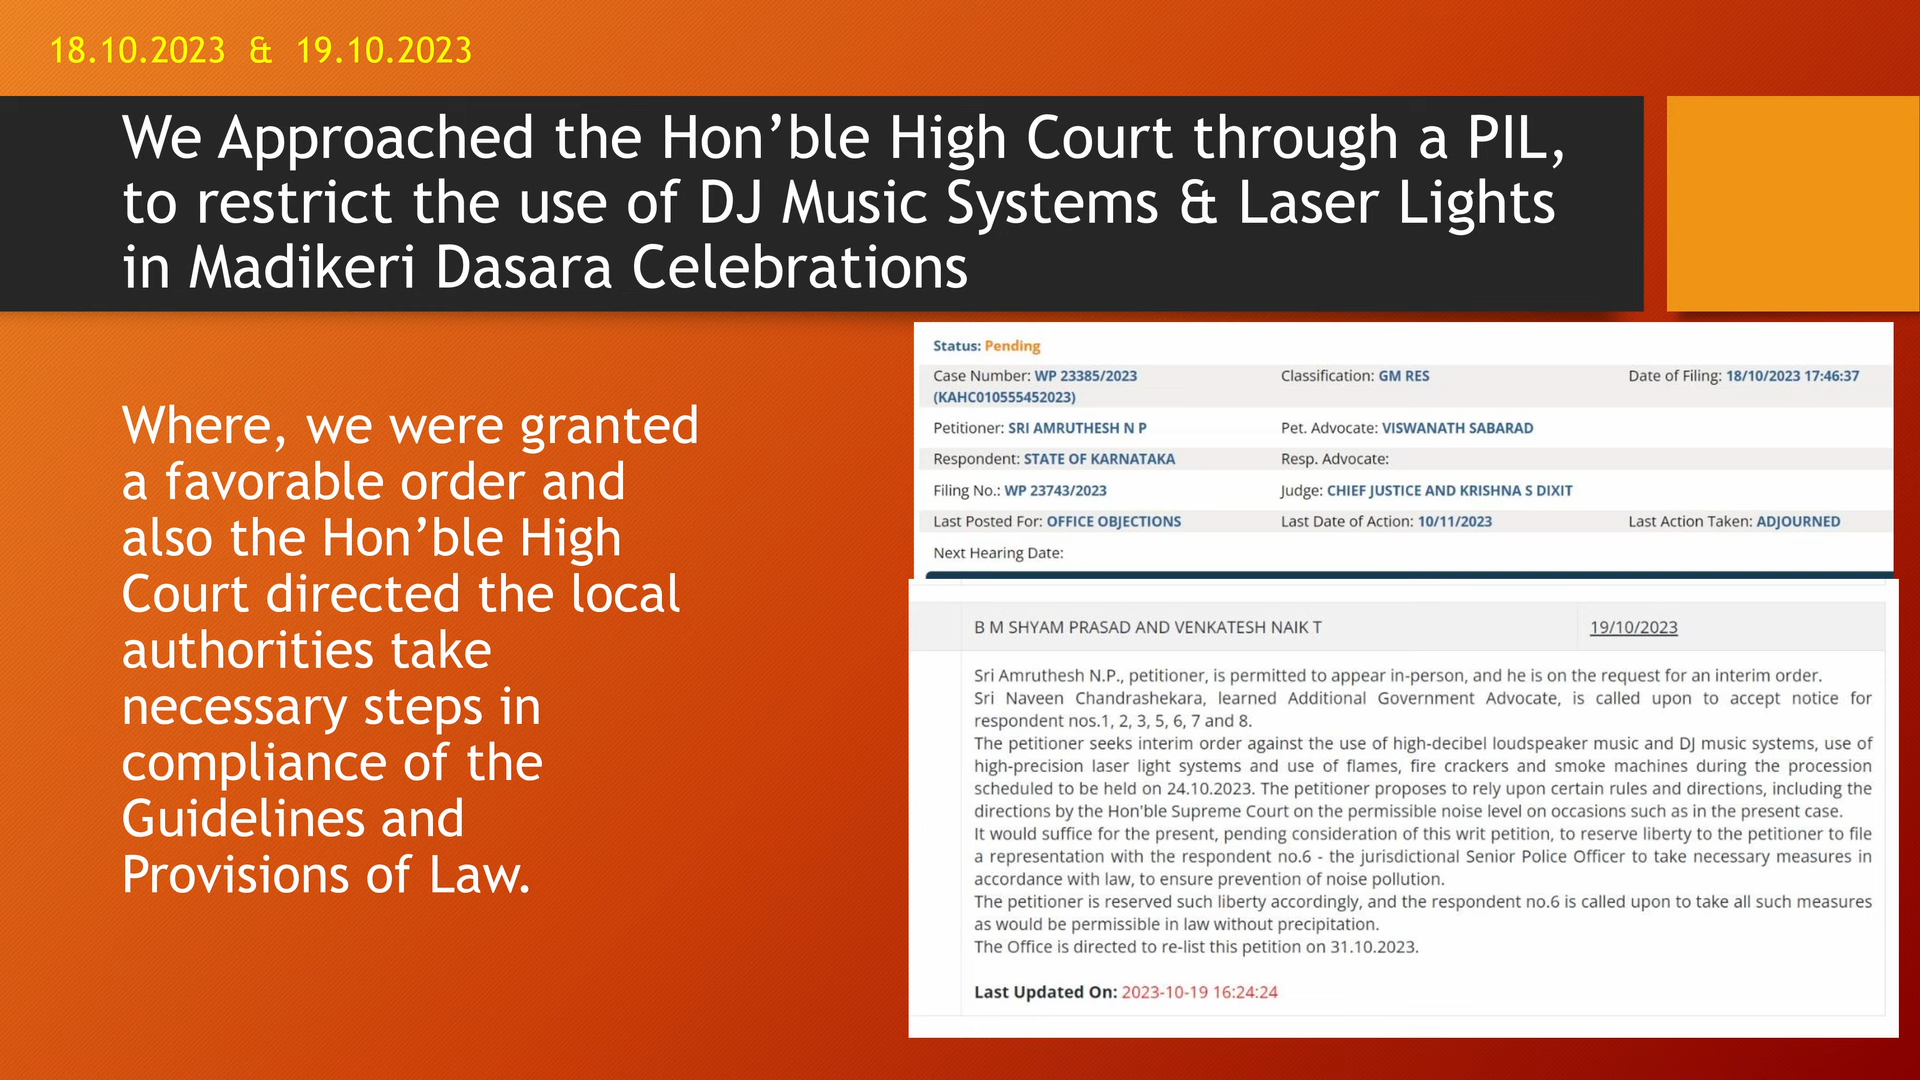 18.10.2023 & 19.10.2023
We Approached the Hon’ble High Court through a PIL,
to restrict the use of DJ Music Systems & Laser Lights
in Madikeri Dasara Celebrations
Where, we were granted
a favorable order and
also the Hon’ble High
Court directed the local
authorities take
necessary steps in
compliance of the
Guidelines and
Provisions of Law.
Status: Pending
Case Number: WP 23385/2023 Classification: GM RES Date of Filing: 18/10/2023 17:46:37
(KAHC010555452023)
Petitioner: SRI AMRUTHESH N P Pet. Advocate: VISWANATH SABARAD
Respondent: STATE OF KARNATAKA Resp. Advocate:
Filing No.: WP 23743/2023 Judge: CHIEF JUSTICE AND KRISHNA S DIXIT
Last Posted For: OFFICE OBJECTIONS Last Date of Action: 10/11/2023 Last Action Taken: ADJOURNED
Next Hearing Date:
B M SHYAM PRASAD AND VENKATESH NAIK T 19/10/2023
Sri Amruthesh N.P., petitioner, is permitted to appear in-person, and he is on the request for an interim order.
Sri Naveen Chandrashekara, learned Additional Government Advocate, is called upon to accept notice for
respondent nos.1, 2, 3, 5, 6, 7 and 8.
The petitioner seeks interim order against the use of high-decibel loudspeaker music and DJ music systems, use of
high-precision laser light systems and use of flames, fire crackers and smoke machines during the procession
scheduled to be held on 24.10.2023. The petitioner proposes to rely upon certain rules and directions, including the
directions by the Hon'ble Supreme Court on the permissible noise level on occasions such as in the present case.
It would suffice for the present, pending consideration of this writ petition, to reserve liberty to the petitioner to file
a representation with the respondent no.6 - the jurisdictional Senior Police Officer to take necessary measures in
accordance with law, to ensure prevention of noise pollution.
The petitioner is reserved such liberty accordingly, and the respondent no.6 is called upon to take all such measures
as would be permissible in law without precipitation.
The Office is directed to re-list this petition on 31.10.2023.
Last Updated On: 2023-10-19 16:24:24